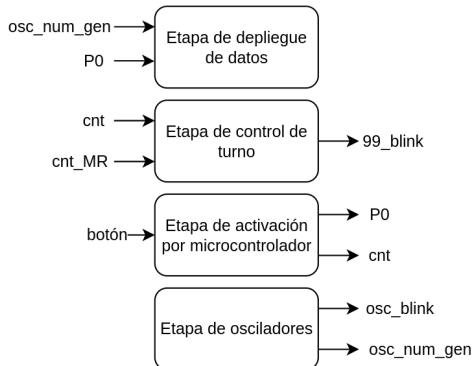 osc_num_gen
P0
Etapa de depliegue
de datos
cnt
cnt_MR
Etapa de control de
turno
99_blink
botón
Etapa de activación
por microcontrolador
P0
cnt
Etapa de osciladores
osc_blink
osc_num_gen